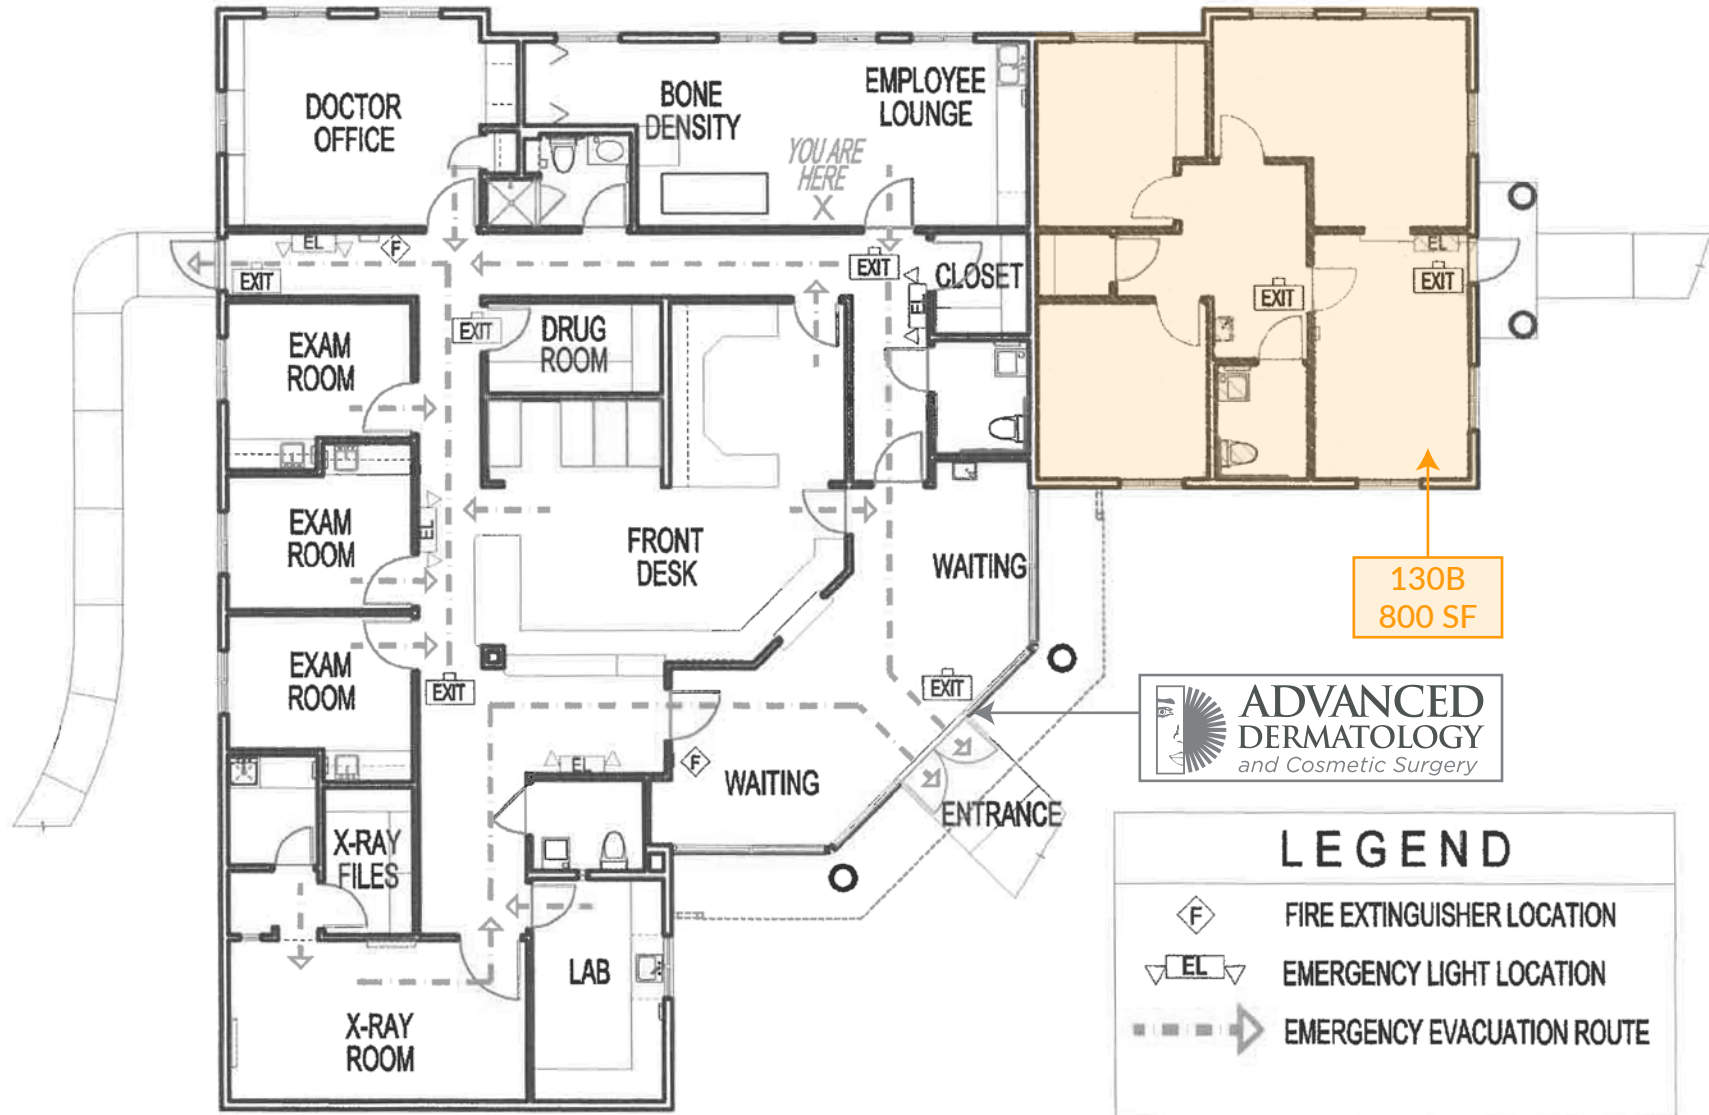 DOCTOR
OFFICE
BONE
DENSITY
EMPLOYEE
LOUNGE
YOU ARE
HERE
X
EL
F
EXIT
EXIT
CLOSET
EL
EL
EXIT
EXIT
EXAM
ROOM
EXIT
DRUG
ROOM
EXAM
ROOM
EL
FRONT
DESK
WAITING
130B
800 SF
EXAM
ROOM
EXIT
EXIT
ADVANCED
DERMATOLOGY
and Cosmetic Surgery
EL
F
WAITING
ENTRANCE
X-RAY
FILES
LAB
X-RAY
ROOM
LEGEND
F
FIRE EXTINGUISHER LOCATION
EL
EMERGENCY LIGHT LOCATION
EMERGENCY EVACUATION ROUTE